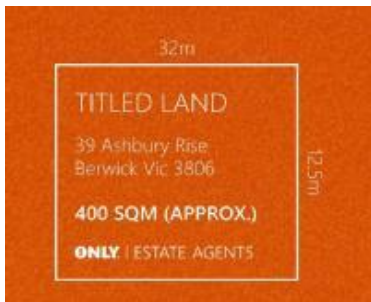 32m
TITLED LAND
39 Ashbury Rise
Berwick Vic 3806
12.5m
400 SQM (APPROX.)
ONLY | ESTATE AGENTS